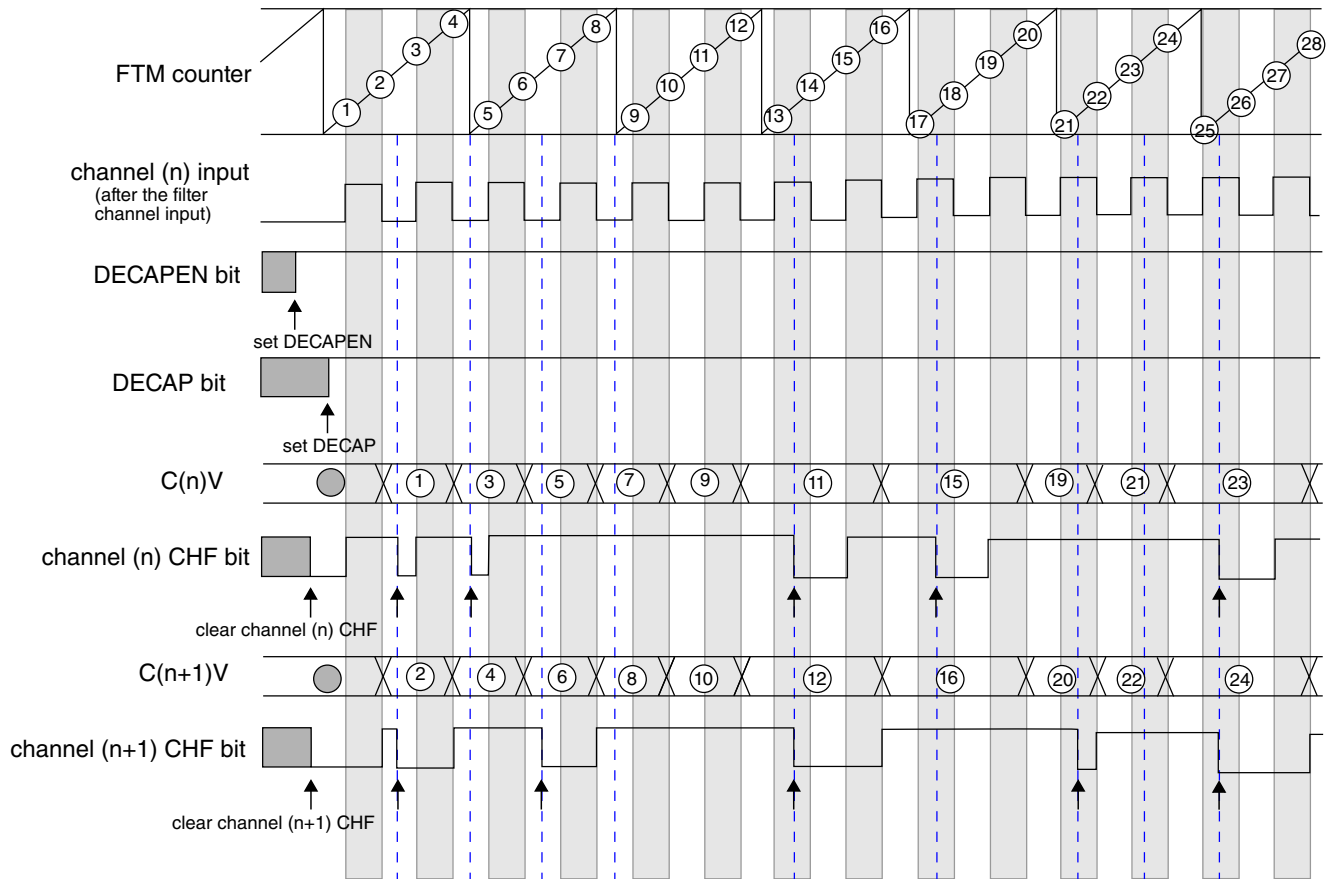 4 8 12 16 20 24 28
3 7 11 15 19 23 27
FTM counter
2 6 10 14 18 22 26
1 5 9 13 17 21 25
channel (n) input
(after the filter
channel input)
DECAPEN bit
set DECAPEN
DECAP bit
set DECAP
C(n)V 1 3 5 7 9 11 15 19 21 23
channel (n) CHF bit
clear channel (n) CHF
C(n+1)V 2 4 6 8 10 12 16 20 22 24
channel (n+1) CHF bit
clear channel (n+1) CHF